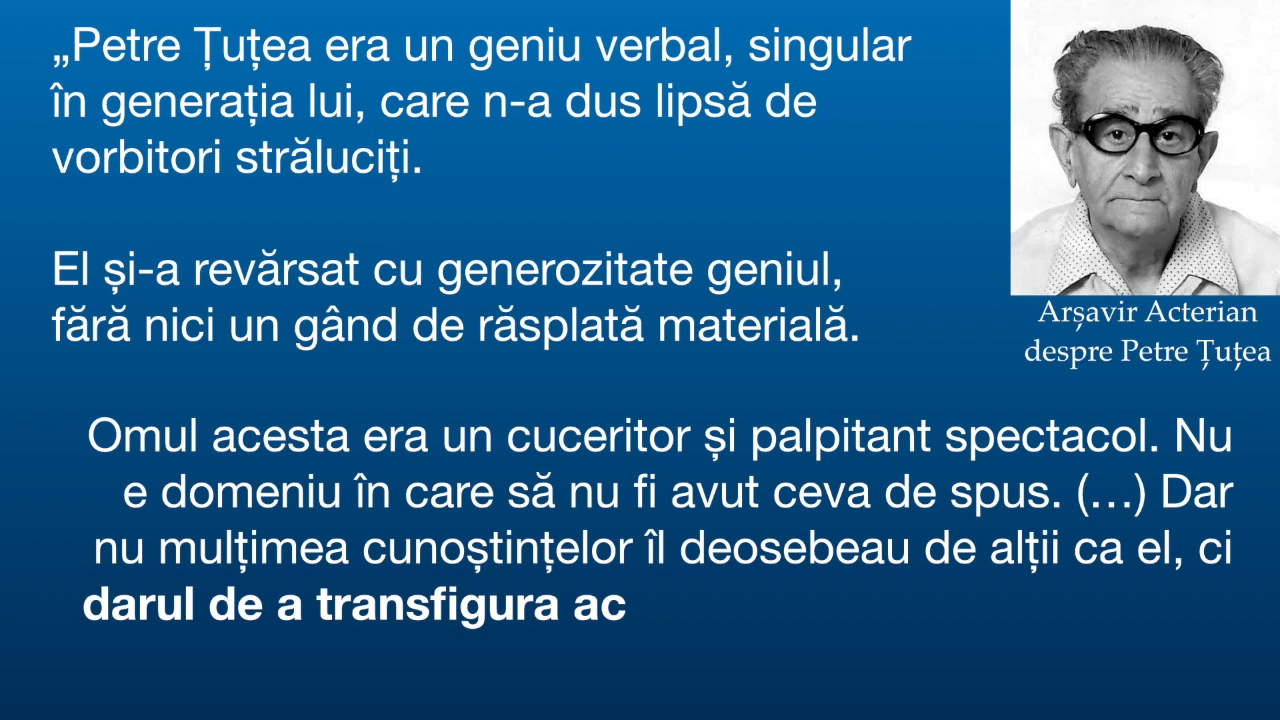 „Petre Țuțea era un geniu verbal, singular
în generația lui, care n-a dus lipsă de
vorbitori străluciți.
El și-a revărsat cu generozitate geniul,
fără nici un gând de răsplată materială.
Arșavir Acterian
despre Petre Țuțea
Omul acesta era un cuceritor și palpitant spectacol. Nu
e domeniu în care să nu fi avut ceva de spus. (…) Dar
nu mulțimea cunoștințelor îl deosebeau de alții ca el, ci
darul de a transfigura ac